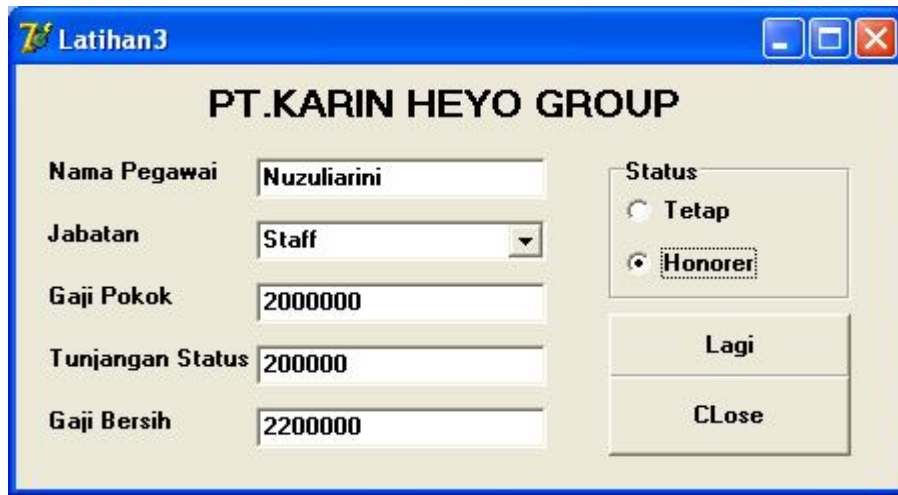 Latihan3
PT.KARIN HEYO GROUP
Nama Pegawai Nuzuliarini
Jabatan Staff
Gaji Pokok 2000000
Tunjangan Status 200000
Gaji Bersih 2200000
Status
Tetap
Honorer
Lagi
CLose